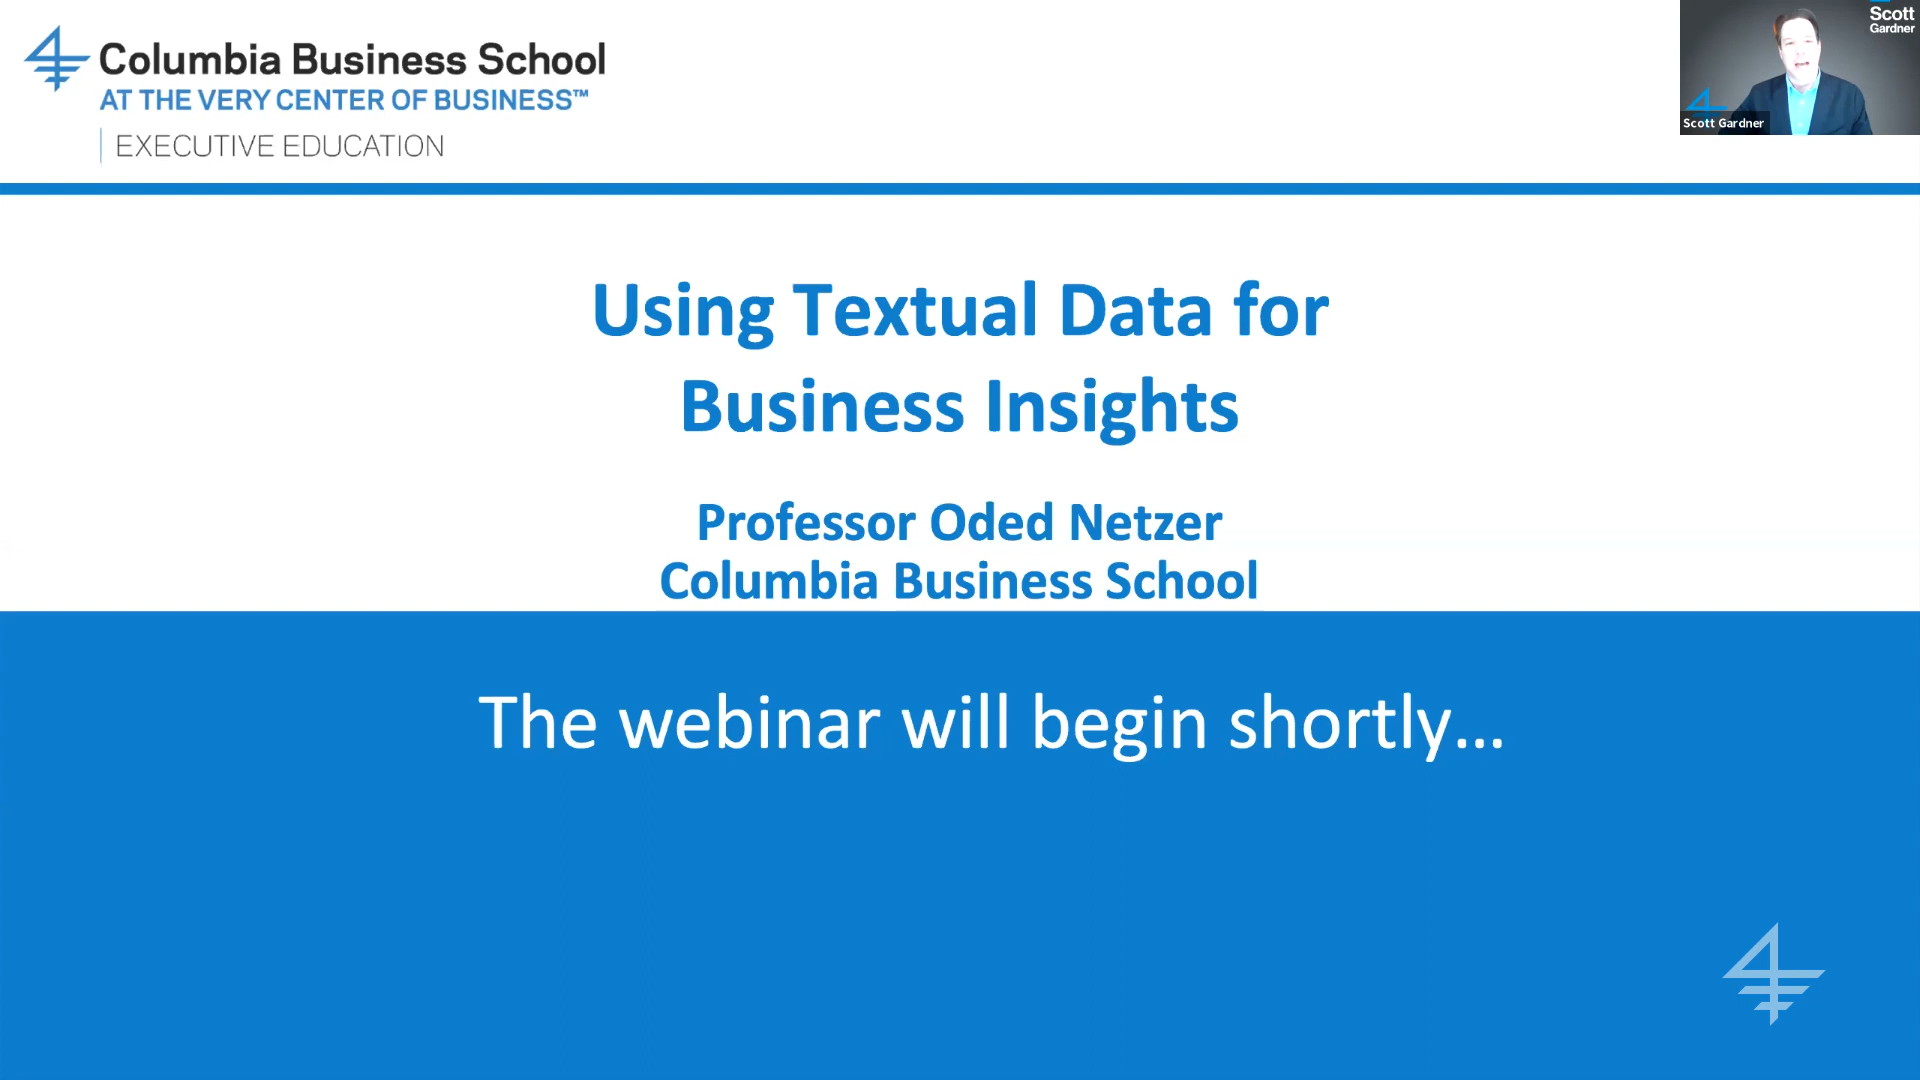 Columbia Business School
AT THE VERY CENTER OF BUSINESS™
EXECUTIVE EDUCATION
Scott
Gardner
Scott Gardner
Using Textual Data for
Business Insights
Professor Oded Netzer
Columbia Business School
The webinar will begin shortly...